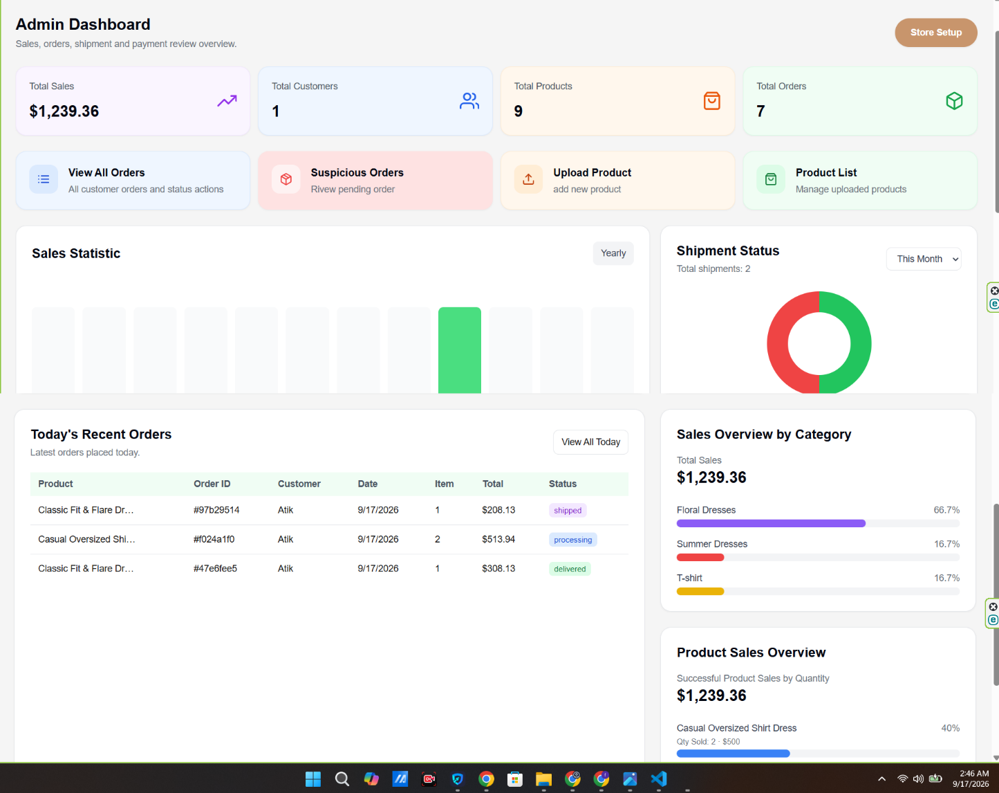 Admin Dashboard
Sales, orders, shipment and payment review overview.
Store Setup
Total Sales
$1,239.36
Total Customers
1
Total Products
9
Total Orders
7
View All Orders
All customer orders and status actions
Suspicious Orders
Rivew pending order
Upload Product
add new product
Product List
Manage uploaded products
Sales Statistic
Yearly
Shipment Status
Total shipments: 2
This Month
Today's Recent Orders
Latest orders placed today.
View All Today
Product Order ID Customer Date Item Total Status
Classic Fit & Flare Dr... #97b29514 Atik 9/17/2026 1 $208.13 shipped
Casual Oversized Shi... #f024a1f0 Atik 9/17/2026 2 $513.94 processing
Classic Fit & Flare Dr... #47e6fee5 Atik 9/17/2026 1 $308.13 delivered
Sales Overview by Category
Total Sales
$1,239.36
Floral Dresses 66.7%
Summer Dresses 16.7%
T-shirt 16.7%
Product Sales Overview
Successful Product Sales by Quantity
$1,239.36
Casual Oversized Shirt Dress 40%
Qty Sold: 2 · $500
2:46 AM
9/17/2026